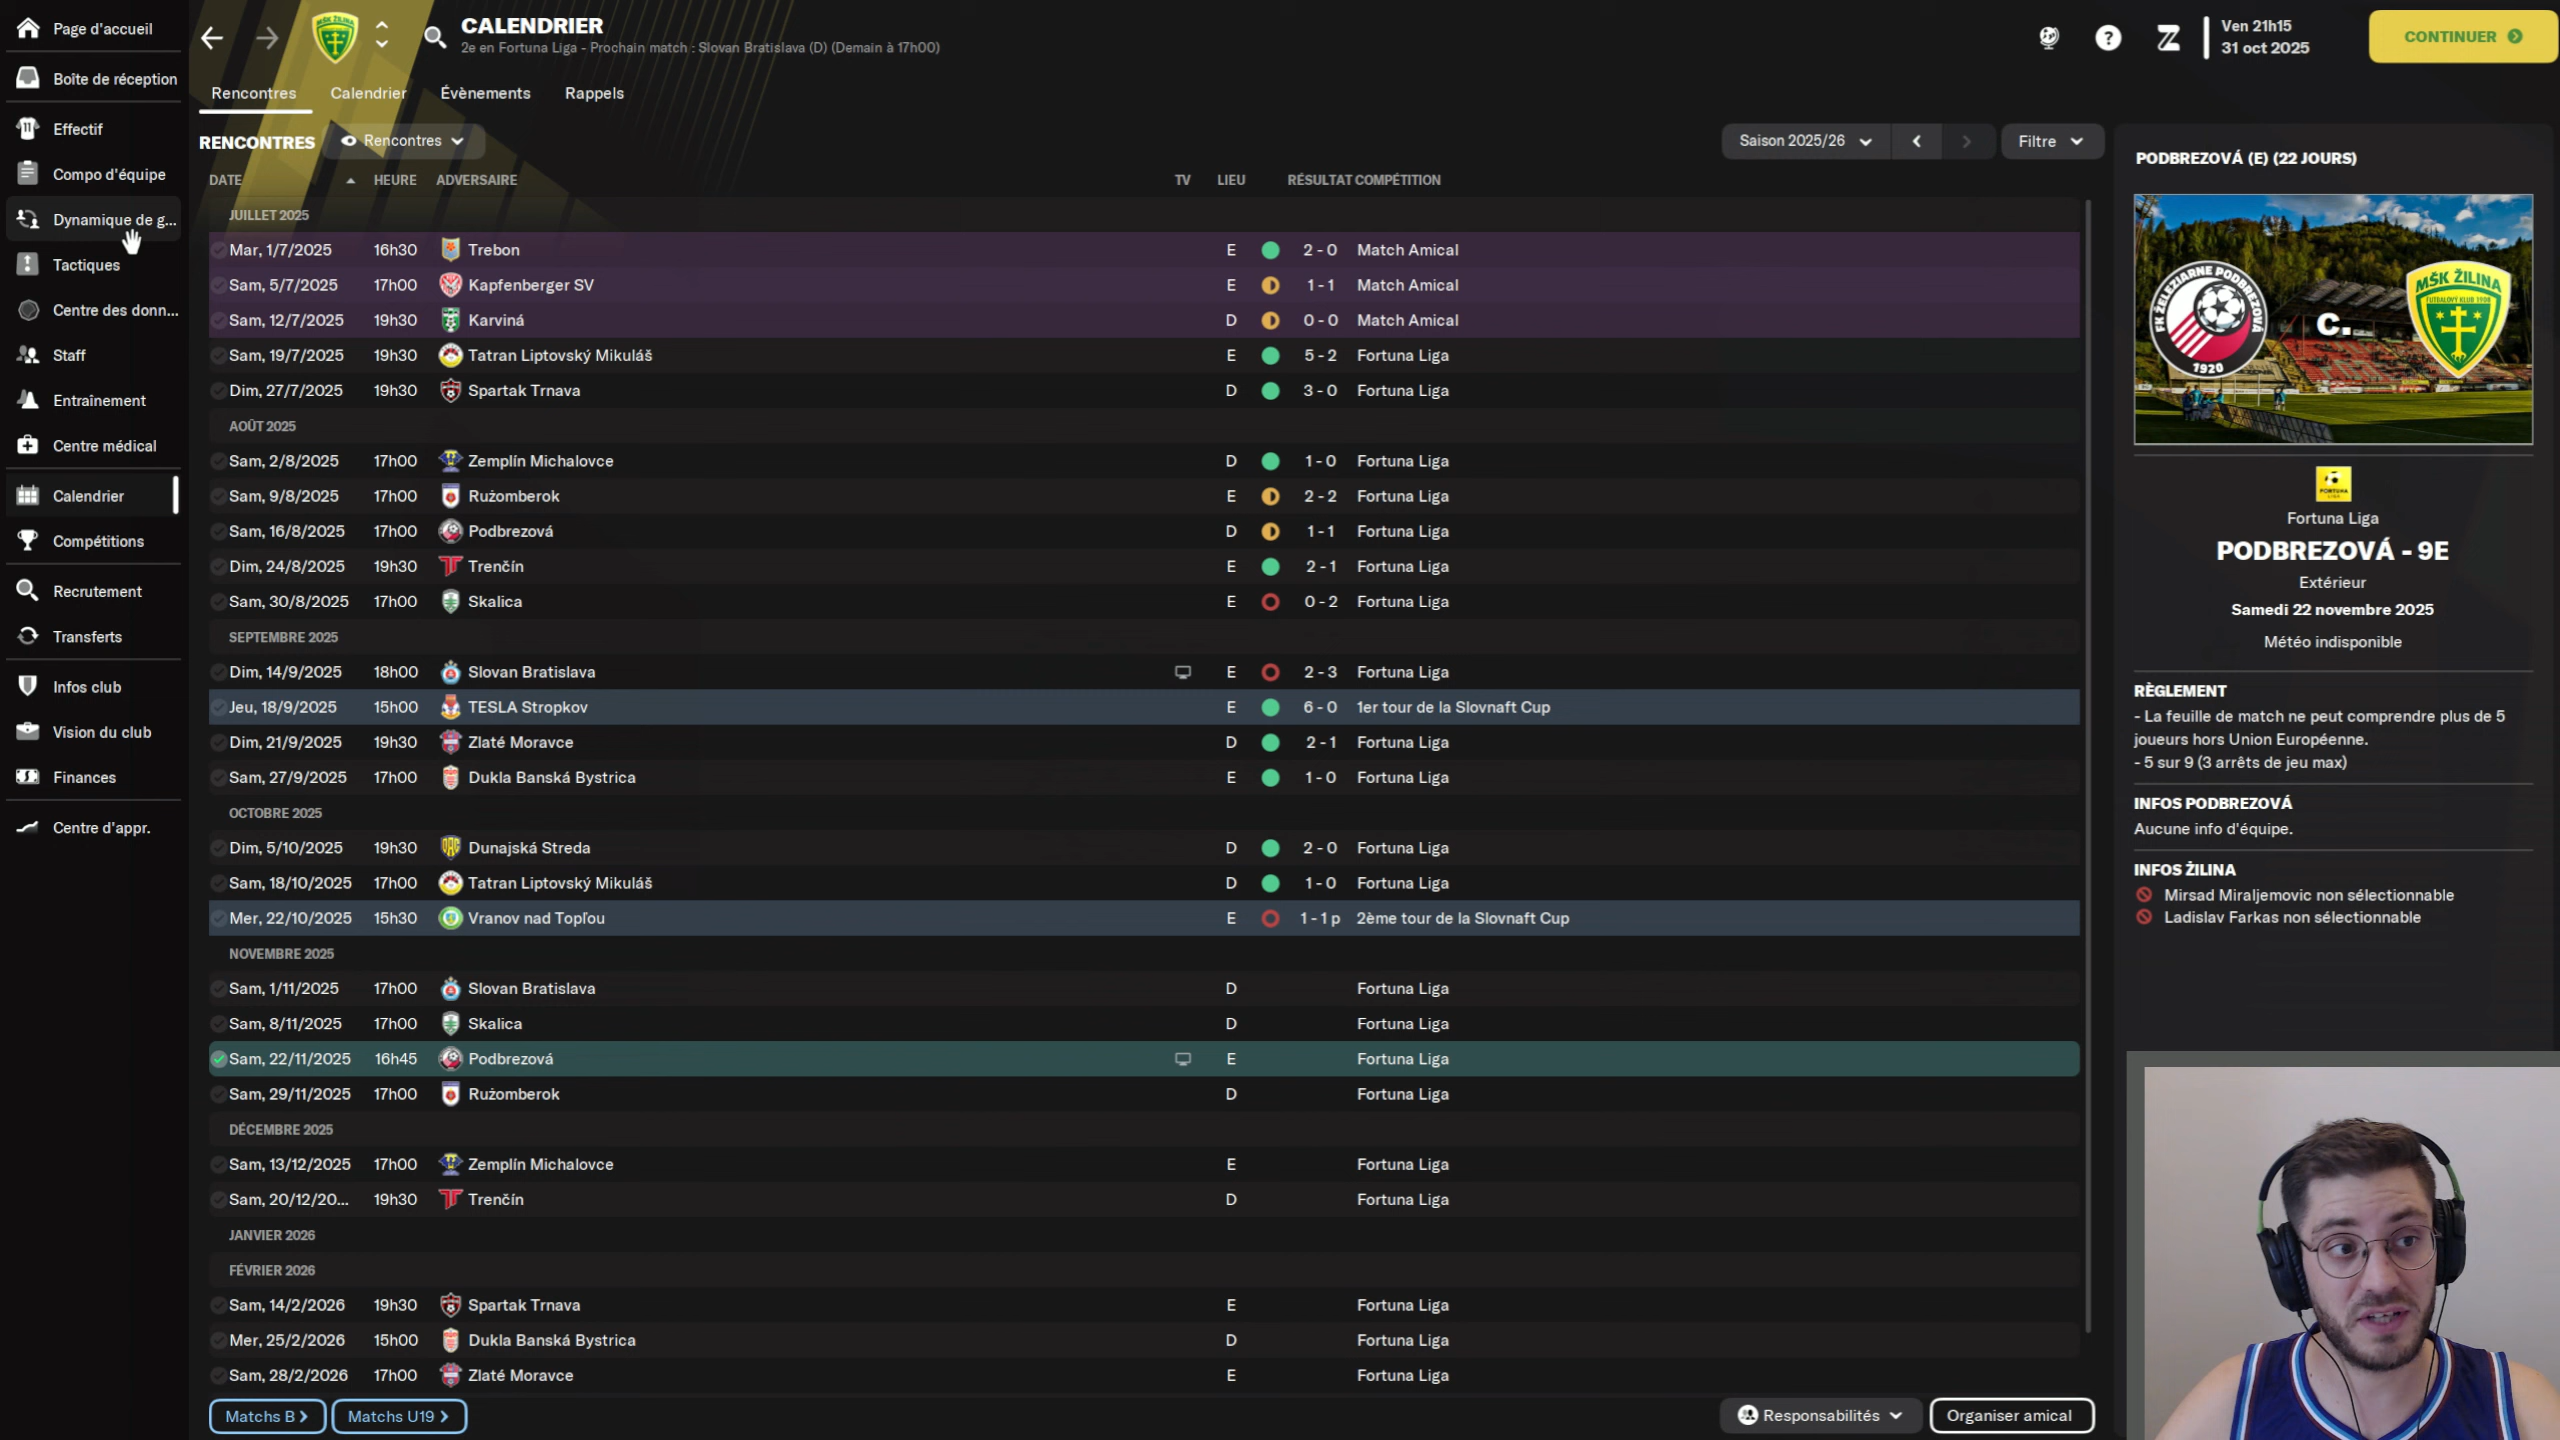 Page d'accueil
Boîte de réception
Effectif
Compo d'équipe
Dynamique de g...
Tactiques
Centre des donn...
Staff
Entraînement
Centre médical
Calendrier
Compétitions
Recrutement
Transferts
Infos club
Vision du club
Finances
Centre d'appr.
MŠK ŽILINA
CALENDRIER
2e en Fortuna Liga - Prochain match : Slovan Bratislava (D) (Demain à 17h00)
Ven 21h15
31 oct 2025
CONTINUER
Rencontres Calendrier Évènements Rappels
RENCONTRES Rencontres
Saison 2025/26 Filtre
DATE HEURE ADVERSAIRE TV LIEU RÉSULTAT COMPÉTITION
JUILLET 2025
Mar, 1/7/2025 16h30 Trebon E 2 - 0 Match Amical
Sam, 5/7/2025 17h00 Kapfenberger SV E 1 - 1 Match Amical
Sam, 12/7/2025 19h30 Karviná D 0 - 0 Match Amical
Sam, 19/7/2025 19h30 Tatran Liptovský Mikuláš E 5 - 2 Fortuna Liga
Dim, 27/7/2025 19h30 Spartak Trnava D 3 - 0 Fortuna Liga
AOÛT 2025
Sam, 2/8/2025 17h00 Zemplín Michalovce D 1 - 0 Fortuna Liga
Sam, 9/8/2025 17h00 Ružomberok E 2 - 2 Fortuna Liga
Sam, 16/8/2025 17h00 Podbrezová D 1 - 1 Fortuna Liga
Dim, 24/8/2025 19h30 Trenčín E 2 - 1 Fortuna Liga
Sam, 30/8/2025 17h00 Skalica E 0 - 2 Fortuna Liga
SEPTEMBRE 2025
Dim, 14/9/2025 18h00 Slovan Bratislava E 2 - 3 Fortuna Liga
Jeu, 18/9/2025 15h00 TESLA Stropkov E 6 - 0 1er tour de la Slovnaft Cup
Dim, 21/9/2025 19h30 Zlaté Moravce D 2 - 1 Fortuna Liga
Sam, 27/9/2025 17h00 Dukla Banská Bystrica E 1 - 0 Fortuna Liga
OCTOBRE 2025
Dim, 5/10/2025 19h30 Dunajská Streda D 2 - 0 Fortuna Liga
Sam, 18/10/2025 17h00 Tatran Liptovský Mikuláš D 1 - 0 Fortuna Liga
Mer, 22/10/2025 15h30 Vranov nad Topľou E 1 - 1 p 2ème tour de la Slovnaft Cup
NOVEMBRE 2025
Sam, 1/11/2025 17h00 Slovan Bratislava D Fortuna Liga
Sam, 8/11/2025 17h00 Skalica D Fortuna Liga
Sam, 22/11/2025 16h45 Podbrezová E Fortuna Liga
Sam, 29/11/2025 17h00 Ružomberok D Fortuna Liga
DÉCEMBRE 2025
Sam, 13/12/2025 17h00 Zemplín Michalovce E Fortuna Liga
Sam, 20/12/20... 19h30 Trenčín D Fortuna Liga
JANVIER 2026
FÉVRIER 2026
Sam, 14/2/2026 19h30 Spartak Trnava E Fortuna Liga
Mer, 25/2/2026 15h00 Dukla Banská Bystrica D Fortuna Liga
Sam, 28/2/2026 17h00 Zlaté Moravce E Fortuna Liga
Matchs B Matchs U19
Responsabilités Organiser amical
PODBREZOVÁ (E) (22 JOURS)
FK ŽELEZIARNE PODBREZOVÁ
1920
C.
MŠK ŽILINA
FUTBALOVÝ KLUB 1908
FORTUNA
LIGA
Fortuna Liga
PODBREZOVÁ - 9E
Extérieur
Samedi 22 novembre 2025
Météo indisponible
RÈGLEMENT
- La feuille de match ne peut comprendre plus de 5
joueurs hors Union Européenne.
- 5 sur 9 (3 arrêts de jeu max)
INFOS PODBREZOVÁ
Aucune info d'équipe.
INFOS ŽILINA
Mirsad Miraljemovic non sélectionnable
Ladislav Farkas non sélectionnable